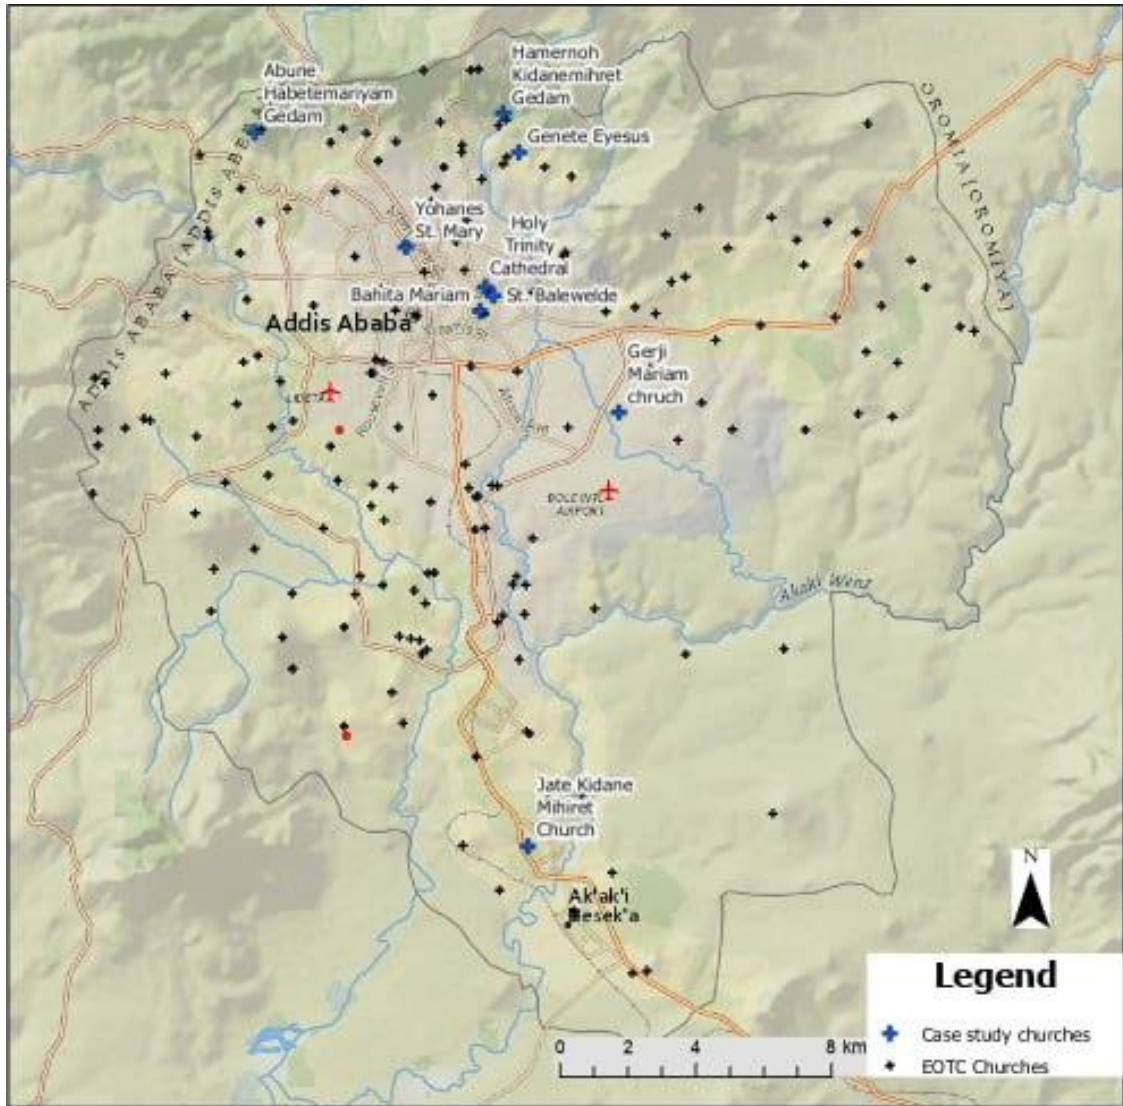 Hamernoh
Kidanemihret
Gedam
Abune
Habetemariyam
Gedam
Genete Eyesus
OROMIA [OROMIYA]
ADDIS ABABA [ADDIS ABE
Yohanes
St. Mary
Holy
Trinity
Cathedral
Bahita Mariam
St. Balewelde
Addis Ababa
Gerji
Mariam
chruch
BOLE INTL
AIRPORT
Akaki Wenz
Jate Kidane
Mihiret
Church
Ak'ak'i
Besek'a
N
Legend
Case study churches
EOTC Churches
0 2 4 8 km